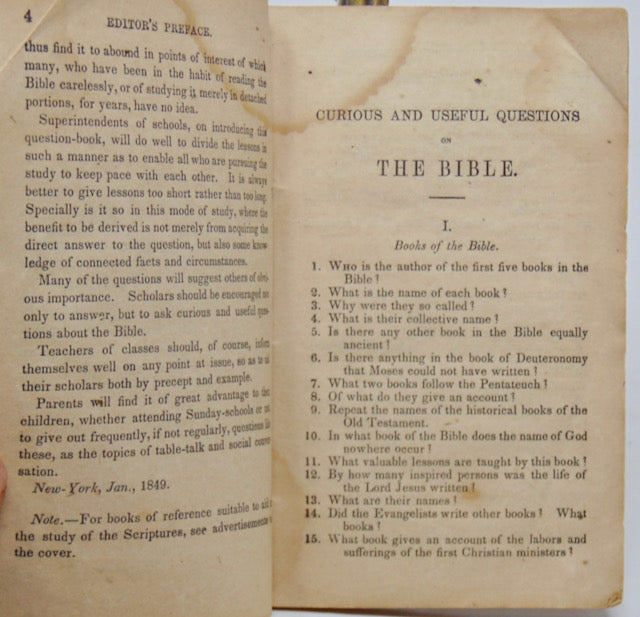 4
EDITOR'S PREFACE.
thus find it to abound in points of interest of which
many, who have been in the habit of reading the
Bible carelessly, or of studying it merely in detached
portions, for years, have no idea.
Superintendents of schools, on introducing this
question-book, will do well to divide the lessons in
such a manner as to enable all who are pursuing the
study to keep pace with each other. It is always
better to give lessons too short rather than too long.
Specially is it so in this mode of study, where the
benefit to be derived is not merely from acquiring the
direct answer to the question, but also some know-
ledge of connected facts and circumstances.
Many of the questions will suggest others of obvi-
ous importance. Scholars should be encouraged not
only to answer, but to ask curious and useful ques-
tions about the Bible.
Teachers of classes should, of course, inform
themselves well on any point at issue, so as to
their scholars both by precept and example.
Parents will find it of great advantage to their
children, whether attending Sunday-schools or not,
to give out frequently, if not regularly, questions like
these, as the topics of table-talk and social conver-
sation.
New-York, Jan., 1849.
Note.—For books of reference suitable to aid
the study of the Scriptures, see advertisements
the cover.
CURIOUS AND USEFUL QUESTIONS
ON
THE BIBLE.
I.
Books of the Bible.
1. Who is the author of the first five books in the
Bible?
2. What is the name of each book?
3. Why were they so called?
4. What is their collective name?
5. Is there any other book in the Bible equally
ancient?
6. Is there anything in the book of Deuteronomy
that Moses could not have written?
7. What two books follow the Pentateuch?
8. Of what do they give an account?
9. Repeat the names of the historical books of the
Old Testament.
10. In what book of the Bible does the name of God
nowhere occur?
11. What valuable lessons are taught by this book?
12. By how many inspired persons was the life of
the Lord Jesus written?
13. What are their names?
14. Did the Evangelists write other books? What
books?
15. What book gives an account of the labors and
sufferings of the first Christian ministers?